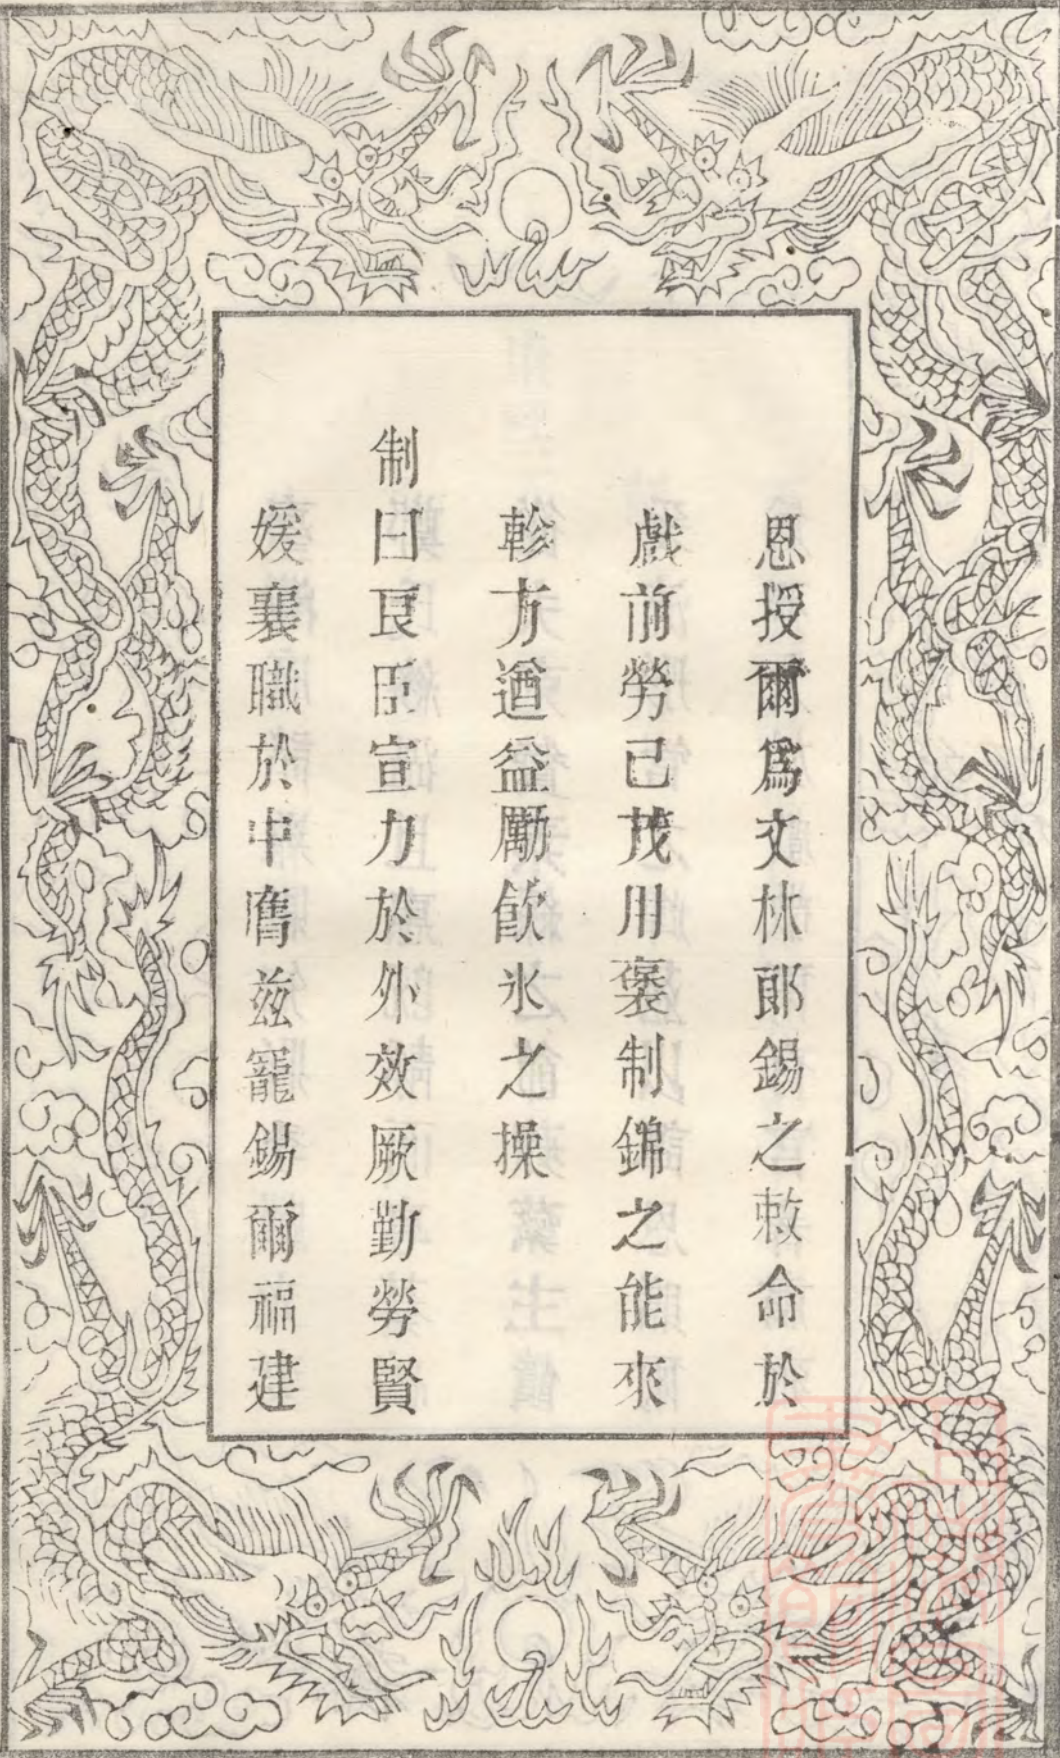 恩授爾爲文林郎錫之敕命於
戲前勞已茂用褒制錦之能來
軫方遒益勵飲氷之操
制曰良臣宣力於外效厥勤勞賢
媛襄職於中膺兹寵錫爾福建